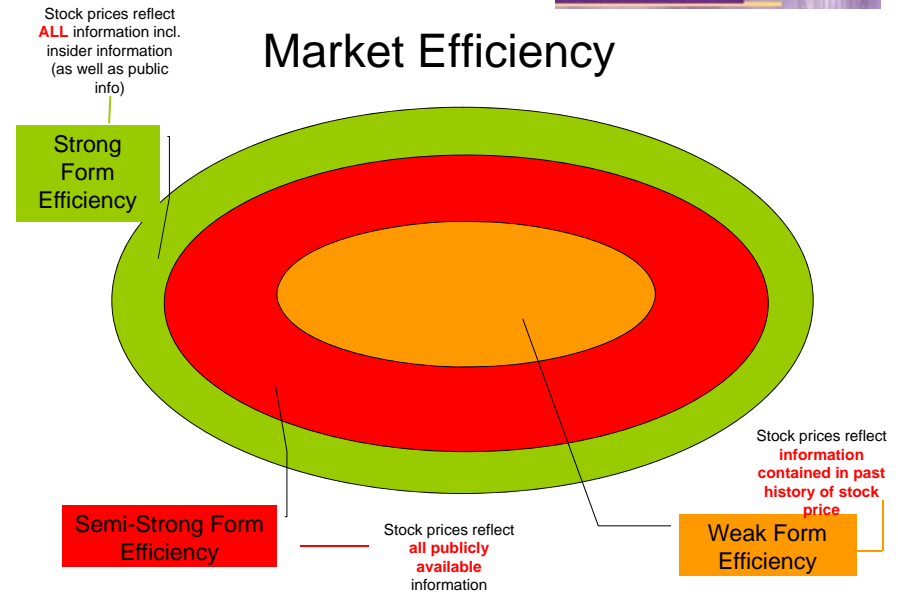 Stock prices reflect
ALL information incl.
insider information
(as well as public
info)
Market Efficiency
Strong
Form
Efficiency
Stock prices reflect
information
contained in past
history of stock
price
Weak Form
Efficiency
Semi-Strong Form
Efficiency
Stock prices reflect
all publicly
available
information